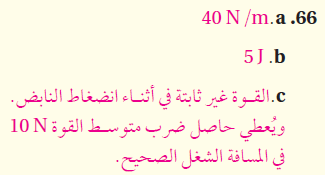 66. a. 40 N/m
b. 5 J
c. القوة غير ثابتة في أثناء انضغاط النابض.
ويُعطي حاصل ضرب متوسط القوة 10 N
في المسافة الشغل الصحيح.